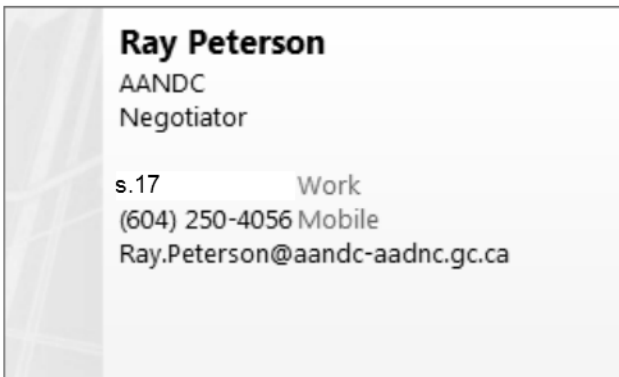 Ray Peterson
AANDC
Negotiator
s.17 Work
(604) 250-4056 Mobile
Ray.Peterson@aandc-aadnc.gc.ca